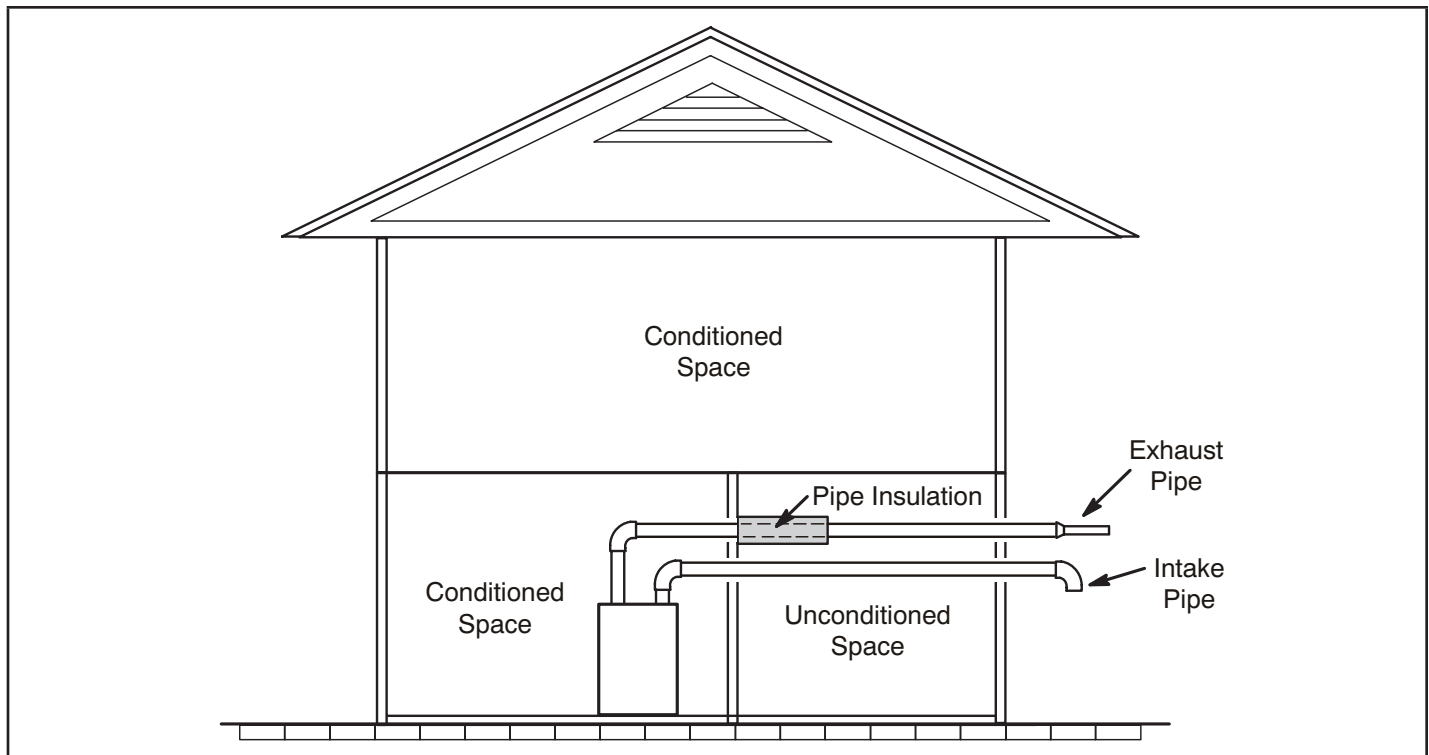 Conditioned
Space
Exhaust
Pipe
Pipe Insulation
Intake
Pipe
Conditioned
Space
Unconditioned
Space